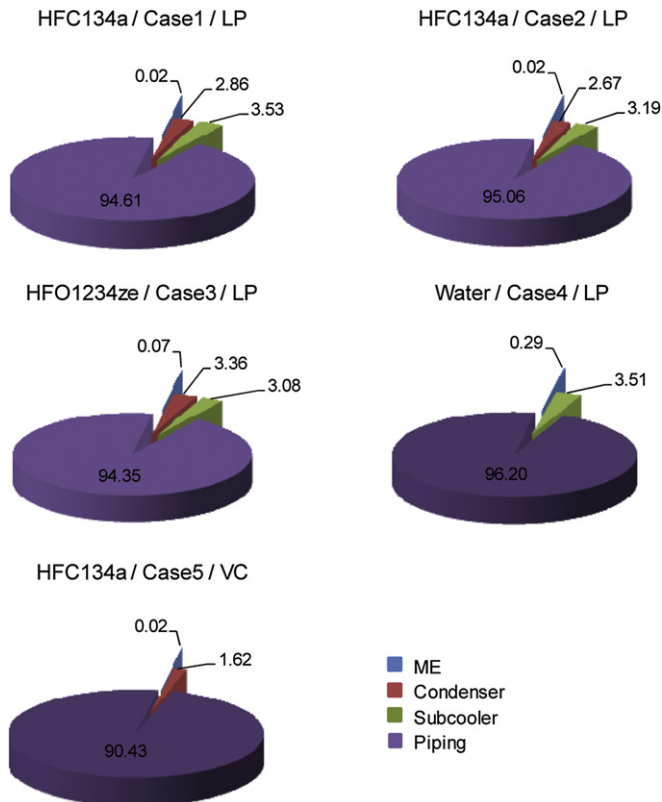 HFC134a / Case1 / LP
0.02
2.86
3.53
94.61
HFC134a / Case2 / LP
0.02
2.67
3.19
95.06
HFO1234ze / Case3 / LP
0.07
3.36
3.08
94.35
Water / Case4 / LP
0.29
3.51
96.20
HFC134a / Case5 / VC
0.02
1.62
90.43
ME
Condenser
Subcooler
Piping